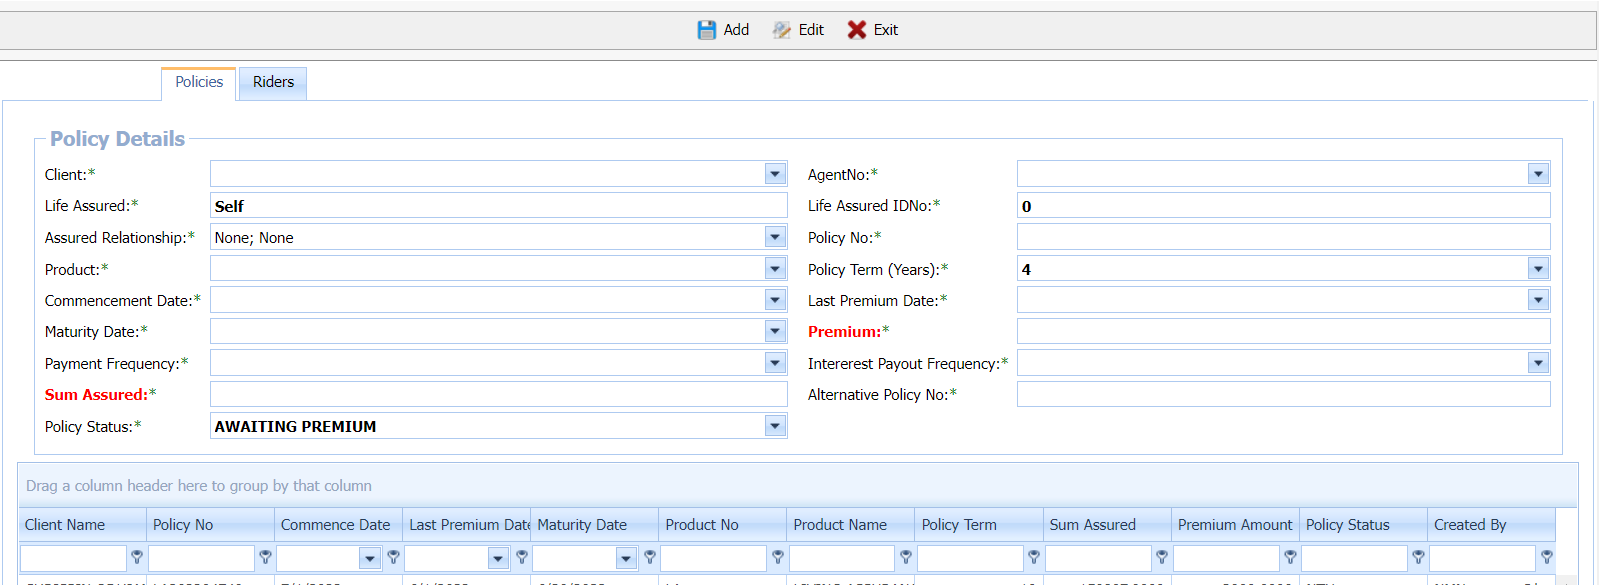 Add Edit Exit
Policies Riders
Policy Details
Client:* AgentNo:*
Life Assured:* Self Life Assured IDNo:* 0
Assured Relationship:* None; None Policy No:*
Product:* Policy Term (Years):* 4
Commencement Date:* Last Premium Date:*
Maturity Date:* Premium:*
Payment Frequency:* Intererest Payout Frequency:*
Sum Assured:* Alternative Policy No:*
Policy Status:* AWAITING PREMIUM
Drag a column header here to group by that column
Client Name Policy No Commence Date Last Premium Date Maturity Date Product No Product Name Policy Term Sum Assured Premium Amount Policy Status Created By